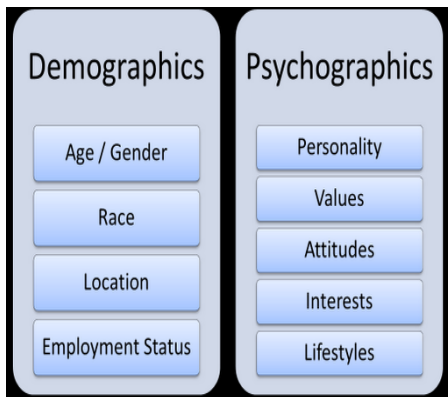 Demographics
Age / Gender
Race
Location
Employment Status
Psychographics
Personality
Values
Attitudes
Interests
Lifestyles